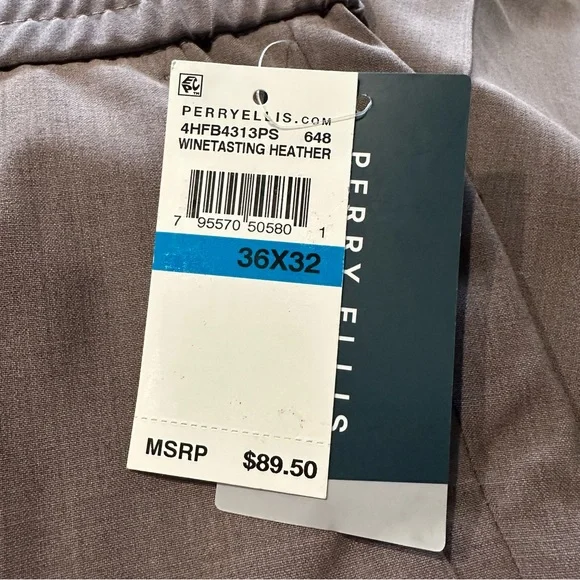 PERRYELLIS.COM
4HFB4313PS 648
WINETASTING HEATHER
7 95570 50580 1
36X32
MSRP $89.50
PERRY ELLIS